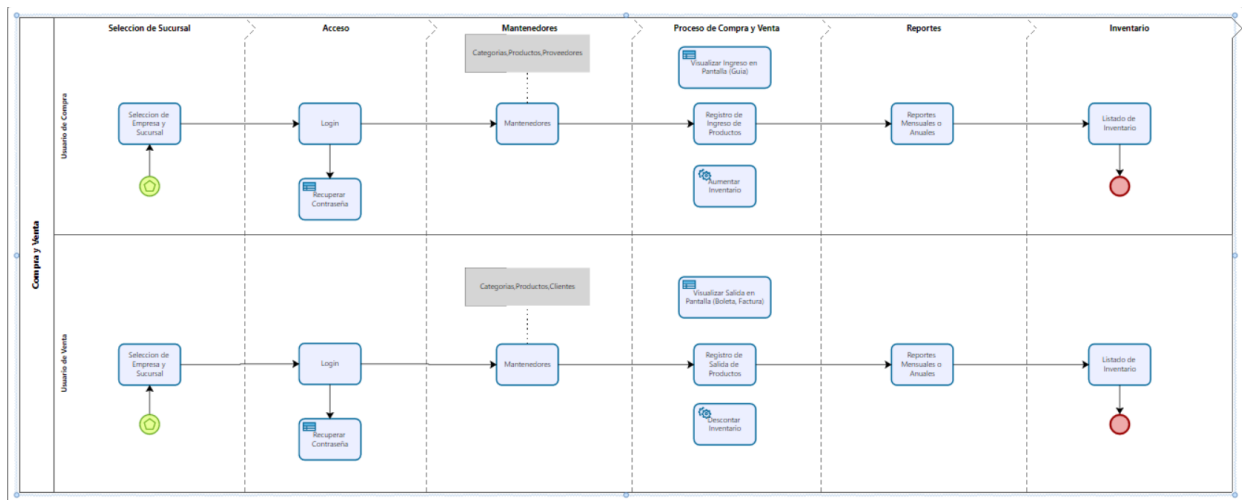 Seleccion de Sucursal
Acceso
Mantenedores
Proceso de Compra y Venta
Reportes
Inventario
Compra y Venta
Usuario de Compra
Categorias,Productos,Proveedores
Visualizar Ingreso en
Pantalla (Guia)
Seleccion de
Empresa y
Sucursal
Login
Mantenedores
Registro de
Ingreso de
Productos
Reportes
Mensuales o
Anuales
Listado de
Inventario
Recuperar
Contraseña
Aumentar
Inventario
Usuario de Venta
Categorias,Productos,Clientes
Visualizar Salida en
Pantalla (Boleta, Factura)
Seleccion de
Empresa y
Sucursal
Login
Mantenedores
Registro de
Salida de
Productos
Reportes
Mensuales o
Anuales
Listado de
Inventario
Recuperar
Contraseña
Descontar
Inventario